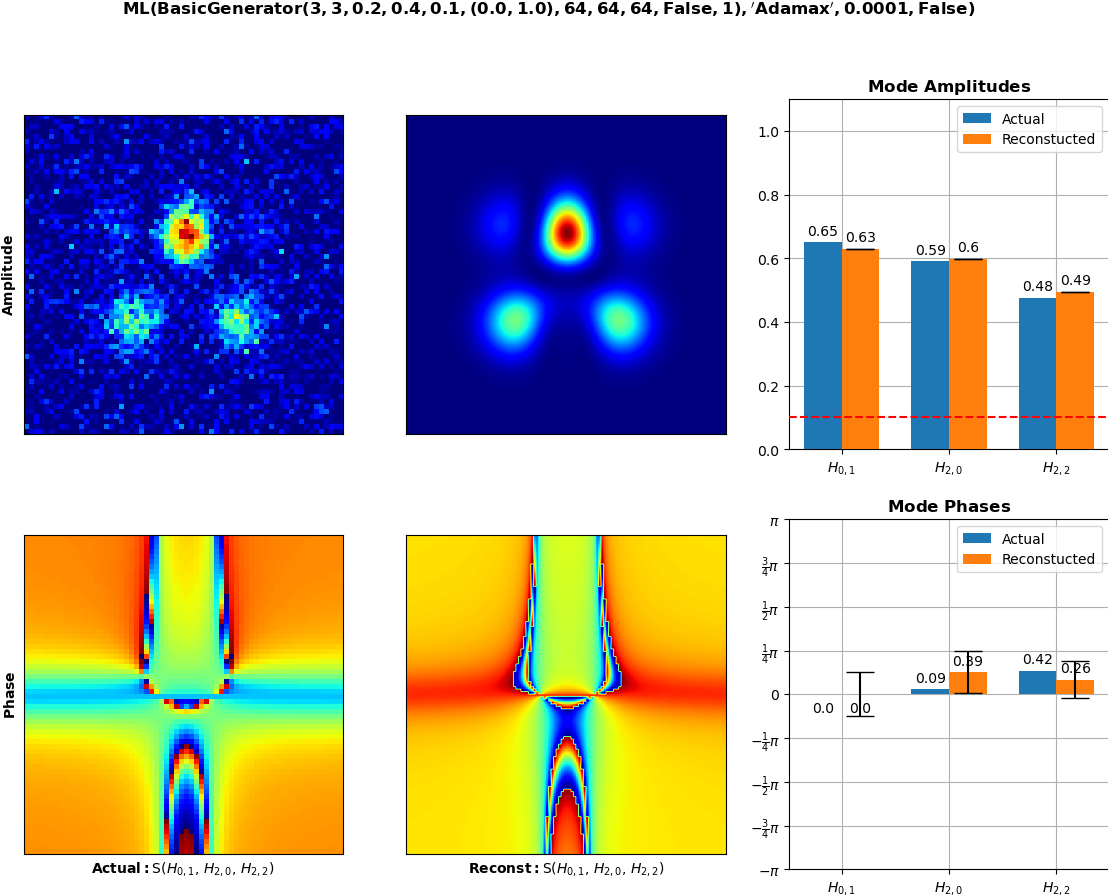 ML(BasicGenerator(3, 3, 0.2, 0.4, 0.1, (0.0, 1.0), 64, 64, 64, False, 1), ′Adamax′, 0.0001, False)
Amplitude
Mode Amplitudes
Actual
Reconstucted
1.0
0.8
0.6
0.4
0.2
0.0
0.65
0.63
0.59
0.6
0.48
0.49
H0,1
H2,0
H2,2
Phase
Actual: S(H0,1, H2,0, H2,2)
Reconst: S(H0,1, H2,0, H2,2)
Mode Phases
Actual
Reconstucted
π
3/4π
1/2π
1/4π
0
−1/4π
−1/2π
−3/4π
−π
0.0
0.0
0.09
0.39
0.42
0.26
H0,1
H2,0
H2,2